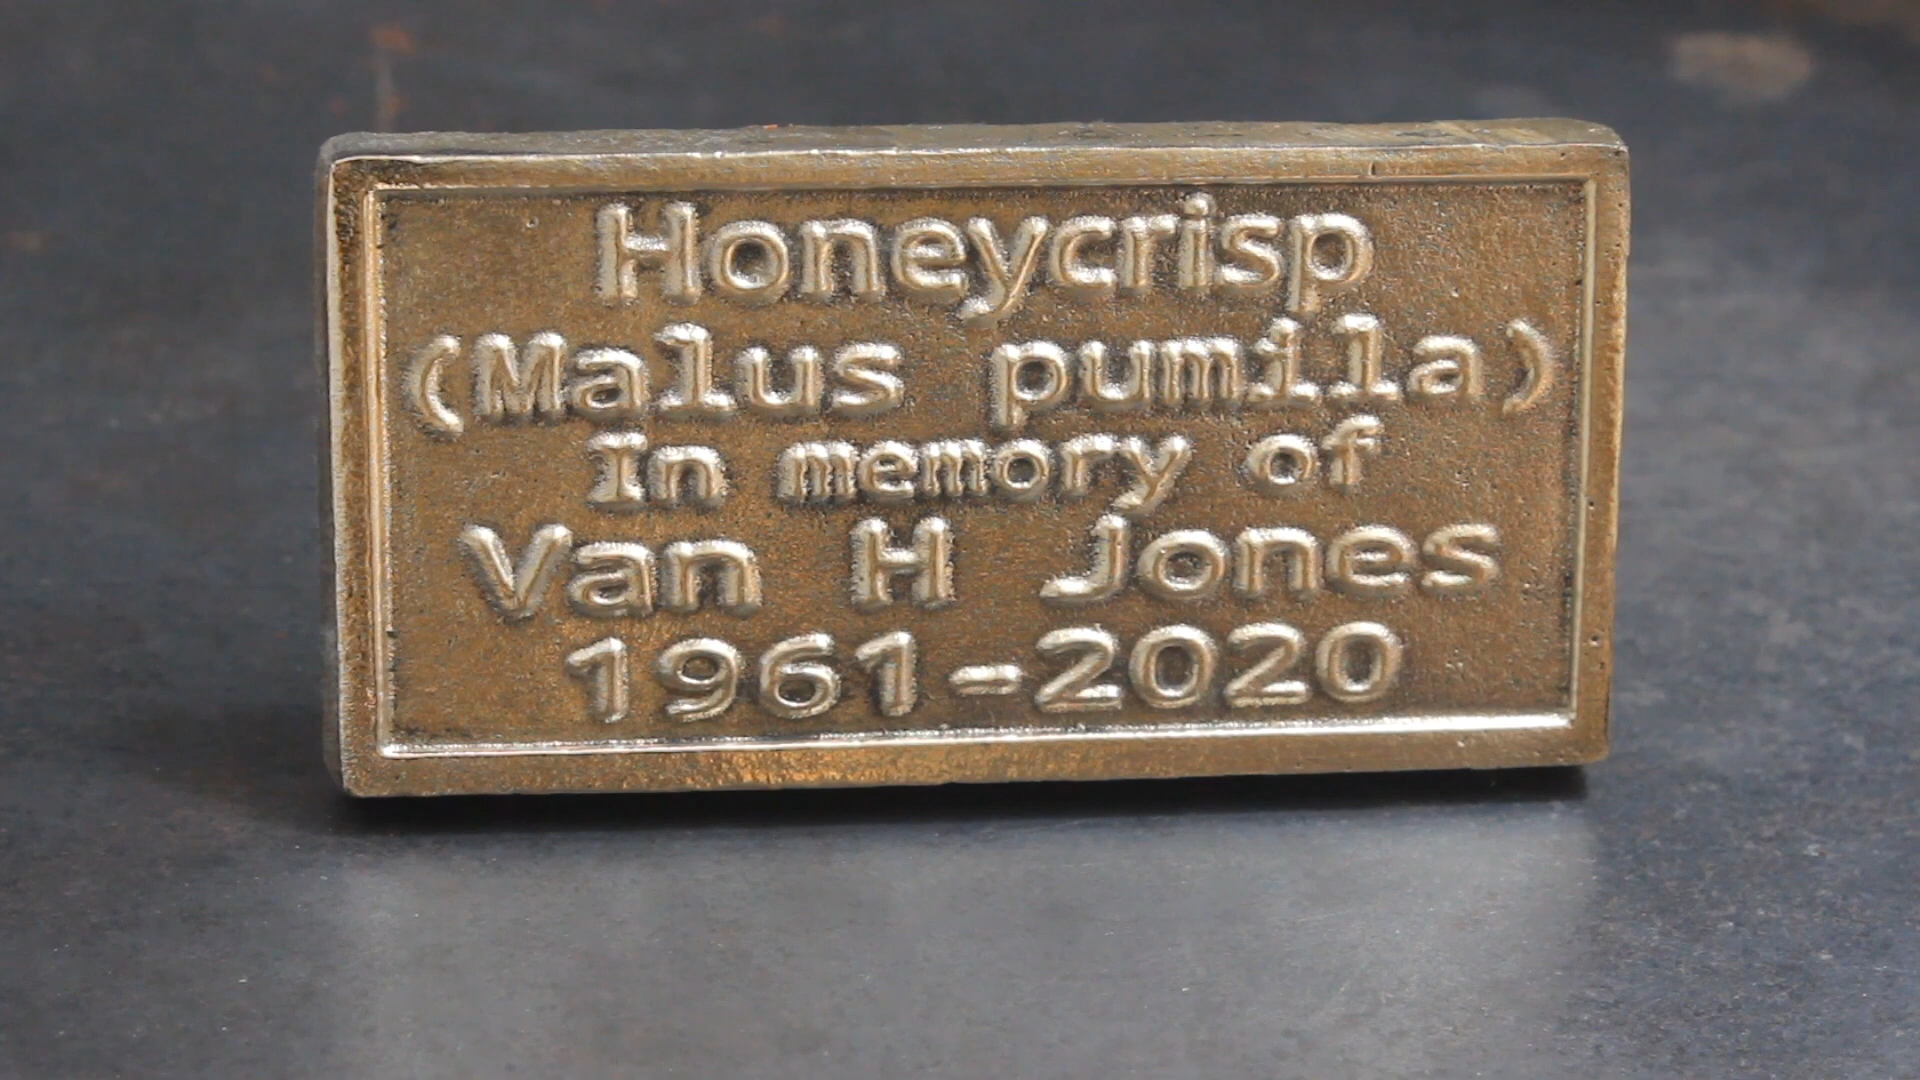 Honeycrisp
(Malus pumila)
In memory of
Van H Jones
1961-2020